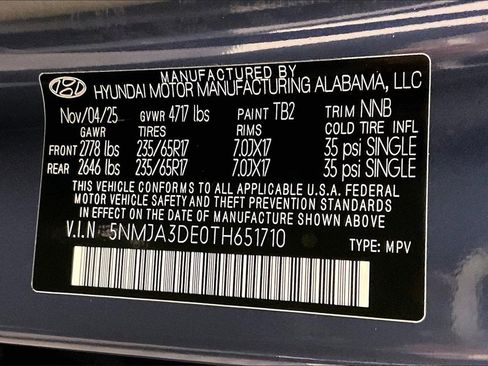 MANUFACTURED BY
HYUNDAI MOTOR MANUFACTURING ALABAMA, LLC
Nov/04/25 GVWR 4717 lbs PAINT TB2 TRIM NNB
GAWR TIRES RIMS COLD TIRE INFL
FRONT 2778 lbs 235/65R17 7.0JX17 35 psi SINGLE
REAR 2646 lbs 235/65R17 7.0JX17 35 psi SINGLE
THIS VEHICLE CONFORMS TO ALL APPLICABLE U.S.A. FEDERAL
MOTOR VEHICLE SAFETY AND THEFT PREVENTION STANDARDS
IN EFFECT ON THE DATE OF MANUFACTURE SHOWN ABOVE.
V.I.N 5NMJA3DE0TH651710
TYPE: MPV